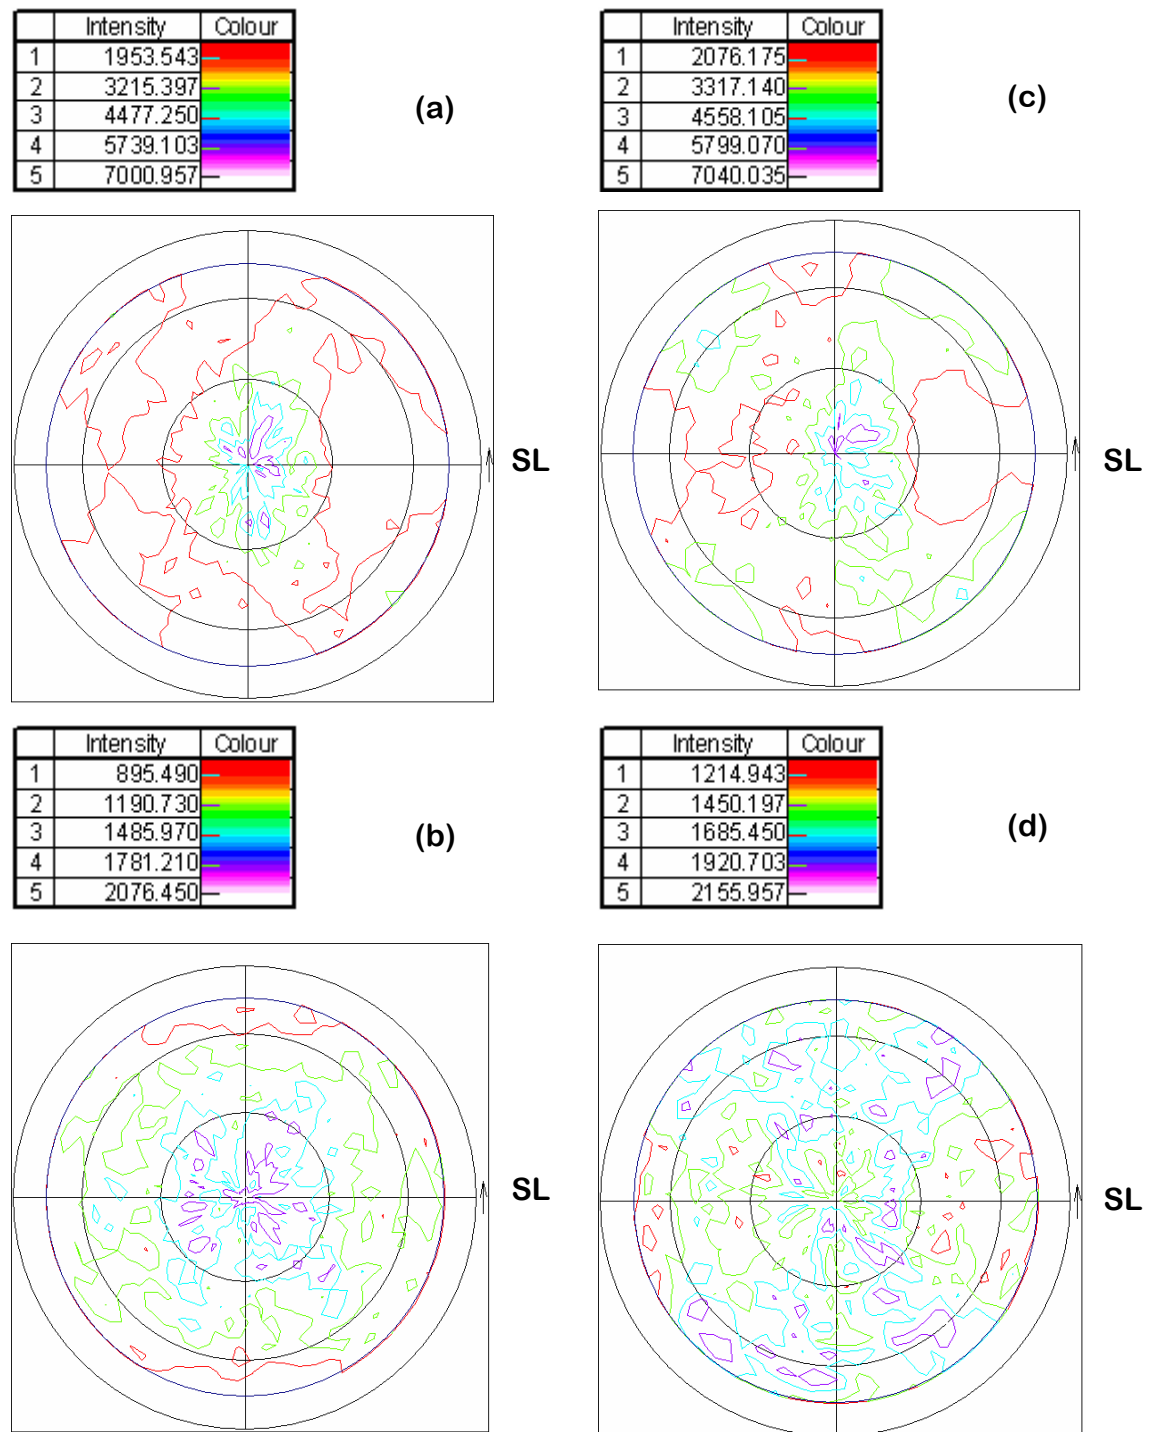 Intensity Colour
1 1953.543
2 3215.397
3 4477.250
4 5739.103
5 7000.957
(a)
SL
Intensity Colour
1 2076.175
2 3317.140
3 4558.105
4 5799.070
5 7040.035
(c)
SL
Intensity Colour
1 895.490
2 1190.730
3 1485.970
4 1781.210
5 2076.450
(b)
SL
Intensity Colour
1 1214.943
2 1450.197
3 1685.450
4 1920.703
5 2155.957
(d)
SL